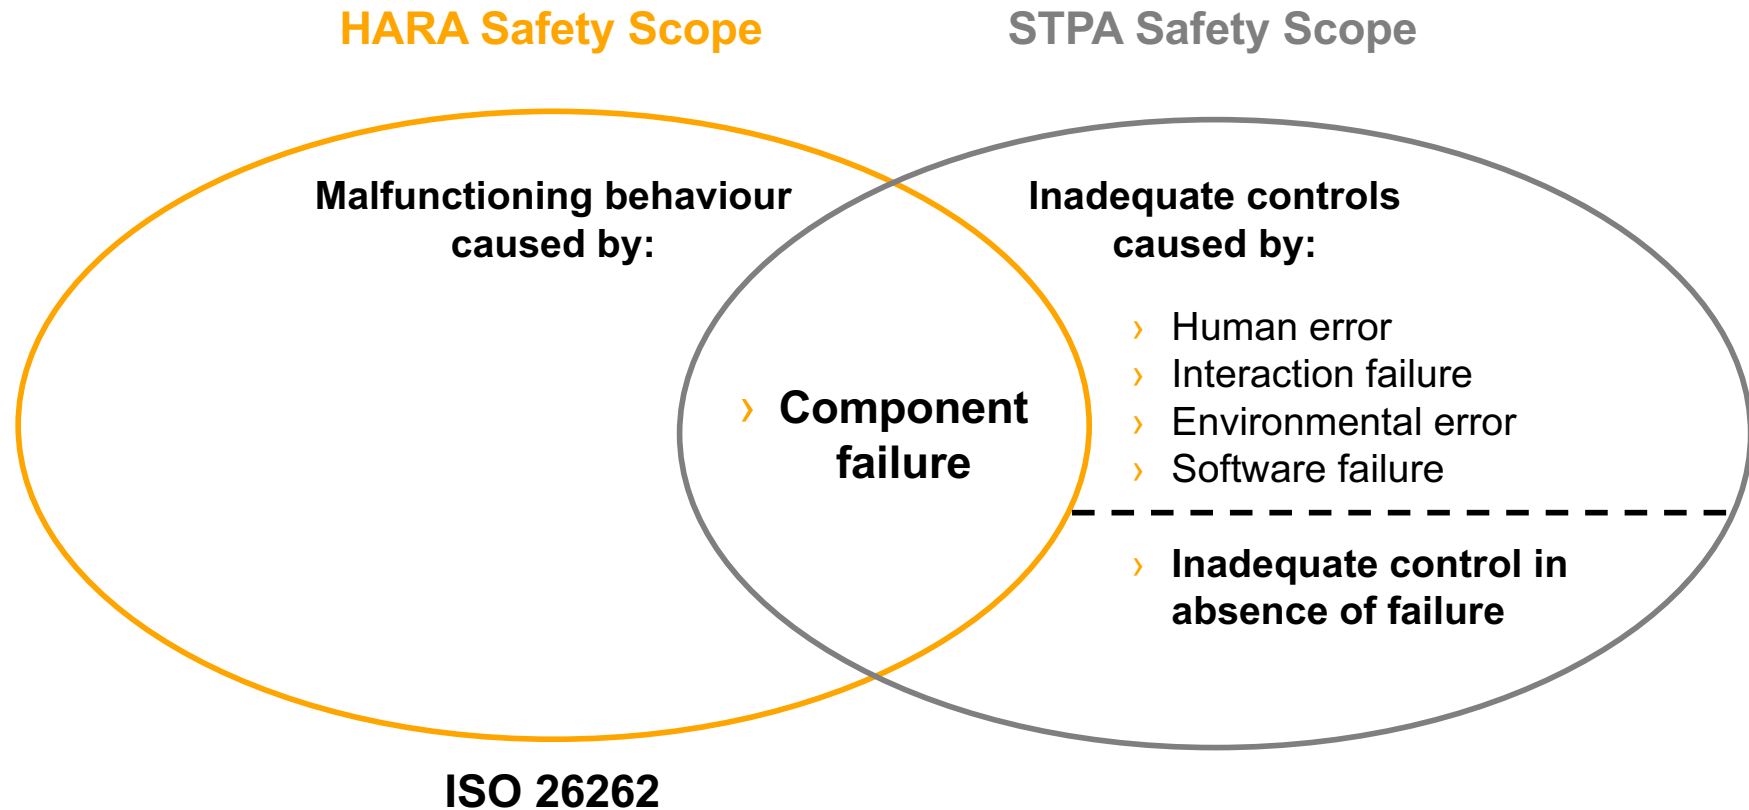 HARA Safety Scope
STPA Safety Scope
Malfunctioning behaviour
caused by:
› Component
failure
Inadequate controls
caused by:
› Human error
› Interaction failure
› Environmental error
› Software failure
› Inadequate control in
absence of failure
ISO 26262